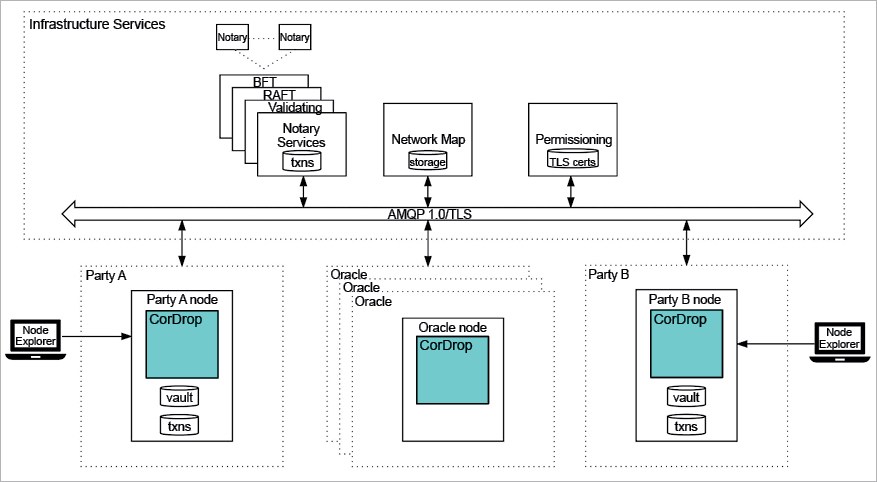 Infrastructure Services
Notary
Notary
BFT
RAFT
Validating
Notary
Services
txns
Network Map
storage
Permissioning
TLS certs
AMQP 1.0/TLS
Party A
Party A node
CorDrop
vault
txns
Node
Explorer
Oracle
Oracle
Oracle
Oracle node
CorDrop
Party B
Party B node
CorDrop
vault
txns
Node
Explorer